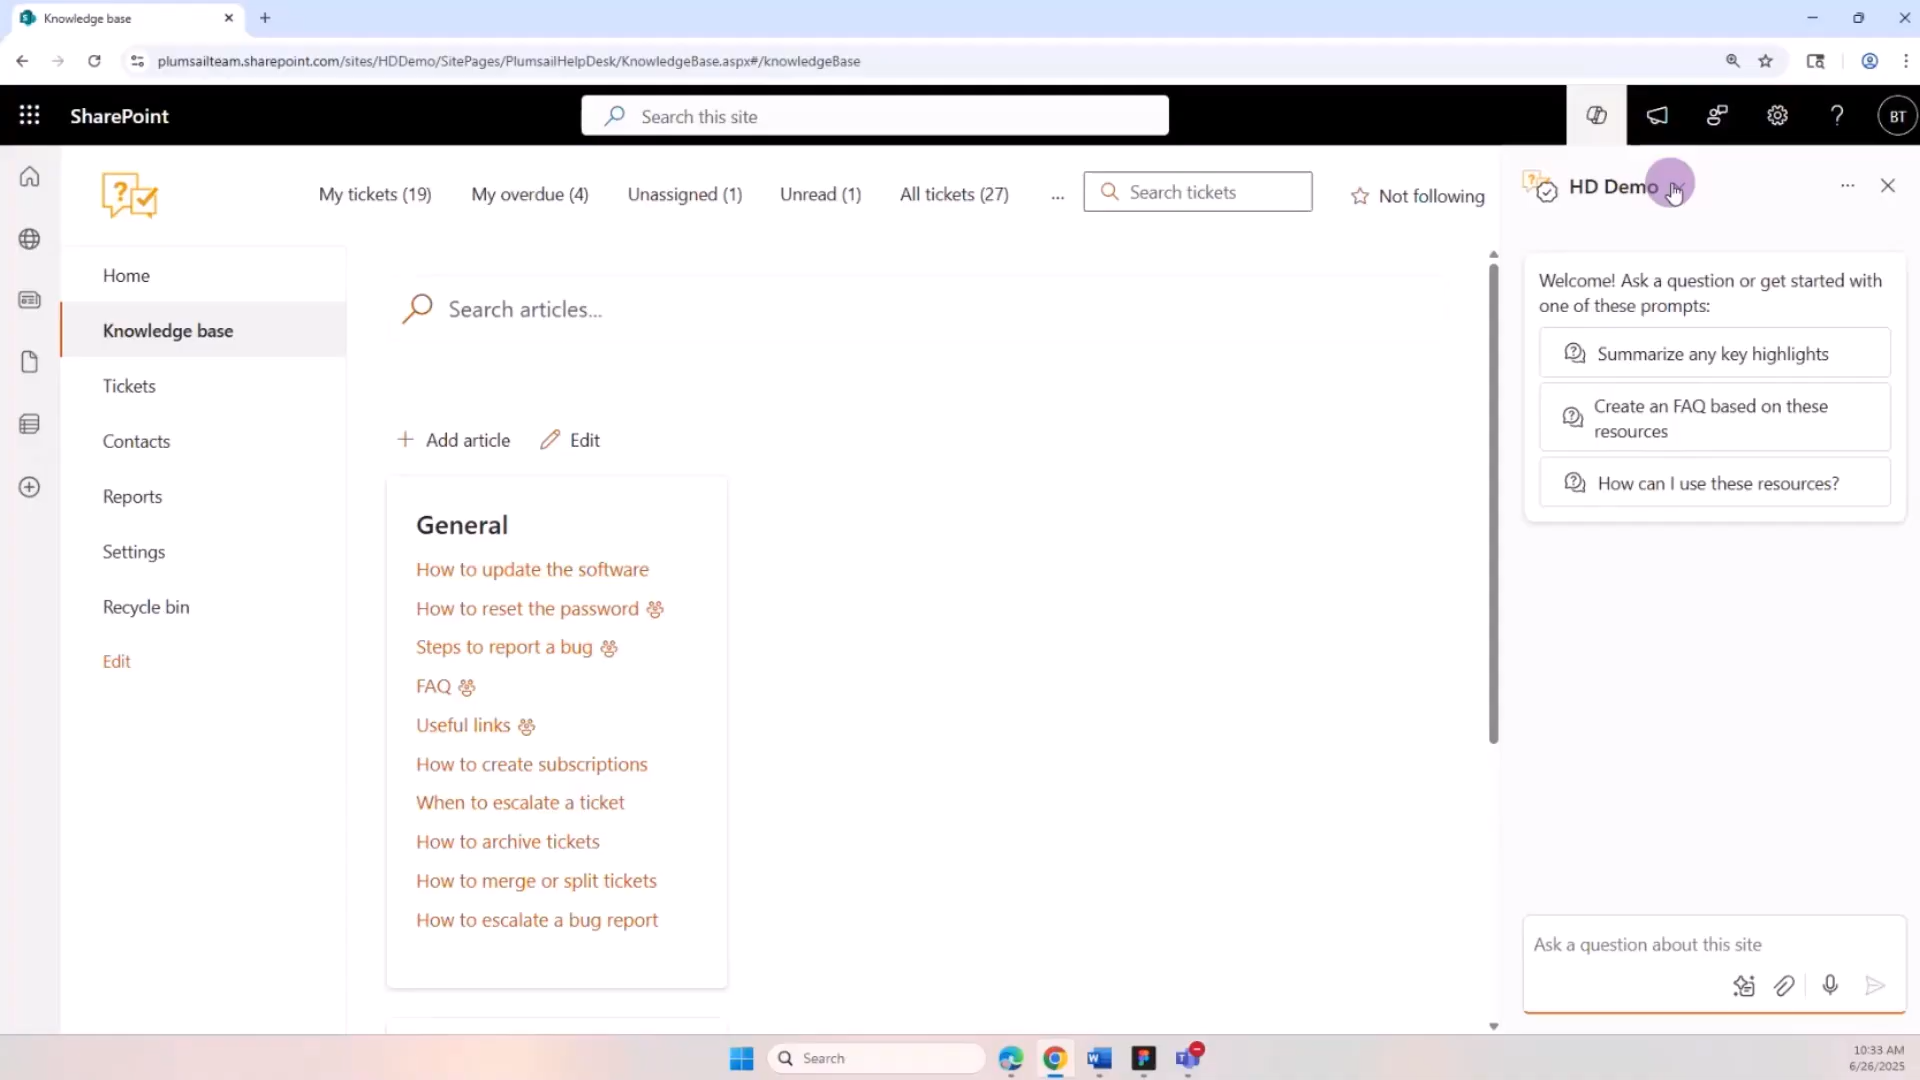 Knowledge base
plumsailteam.sharepoint.com/sites/HDDemo/SitePages/PlumsailHelpDesk/KnowledgeBase.aspx#/knowledgeBase
SharePoint
Search this site
BT
My tickets (19)
My overdue (4)
Unassigned (1)
Unread (1)
All tickets (27)
...
Search tickets
Not following
Home
Knowledge base
Tickets
Contacts
Reports
Settings
Recycle bin
Edit
Search articles...
Add article
Edit
General
How to update the software
How to reset the password
Steps to report a bug
FAQ
Useful links
How to create subscriptions
When to escalate a ticket
How to archive tickets
How to merge or split tickets
How to escalate a bug report
HD Demo
Welcome! Ask a question or get started with
one of these prompts:
Summarize any key highlights
Create an FAQ based on these
resources
How can I use these resources?
Ask a question about this site
Search
10:33 AM
6/26/2025